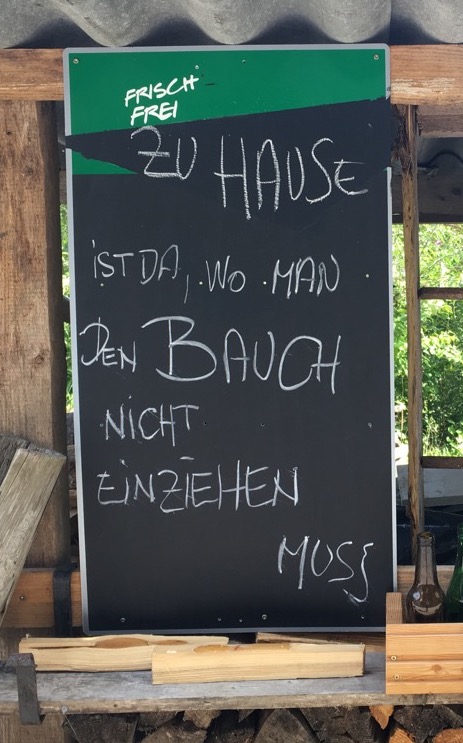 FRISCH
FREI
ZU HAUSE
iST DA, WO MAN
DEN BAUCH
NiCHT
EiNZiEHEN
MUSS